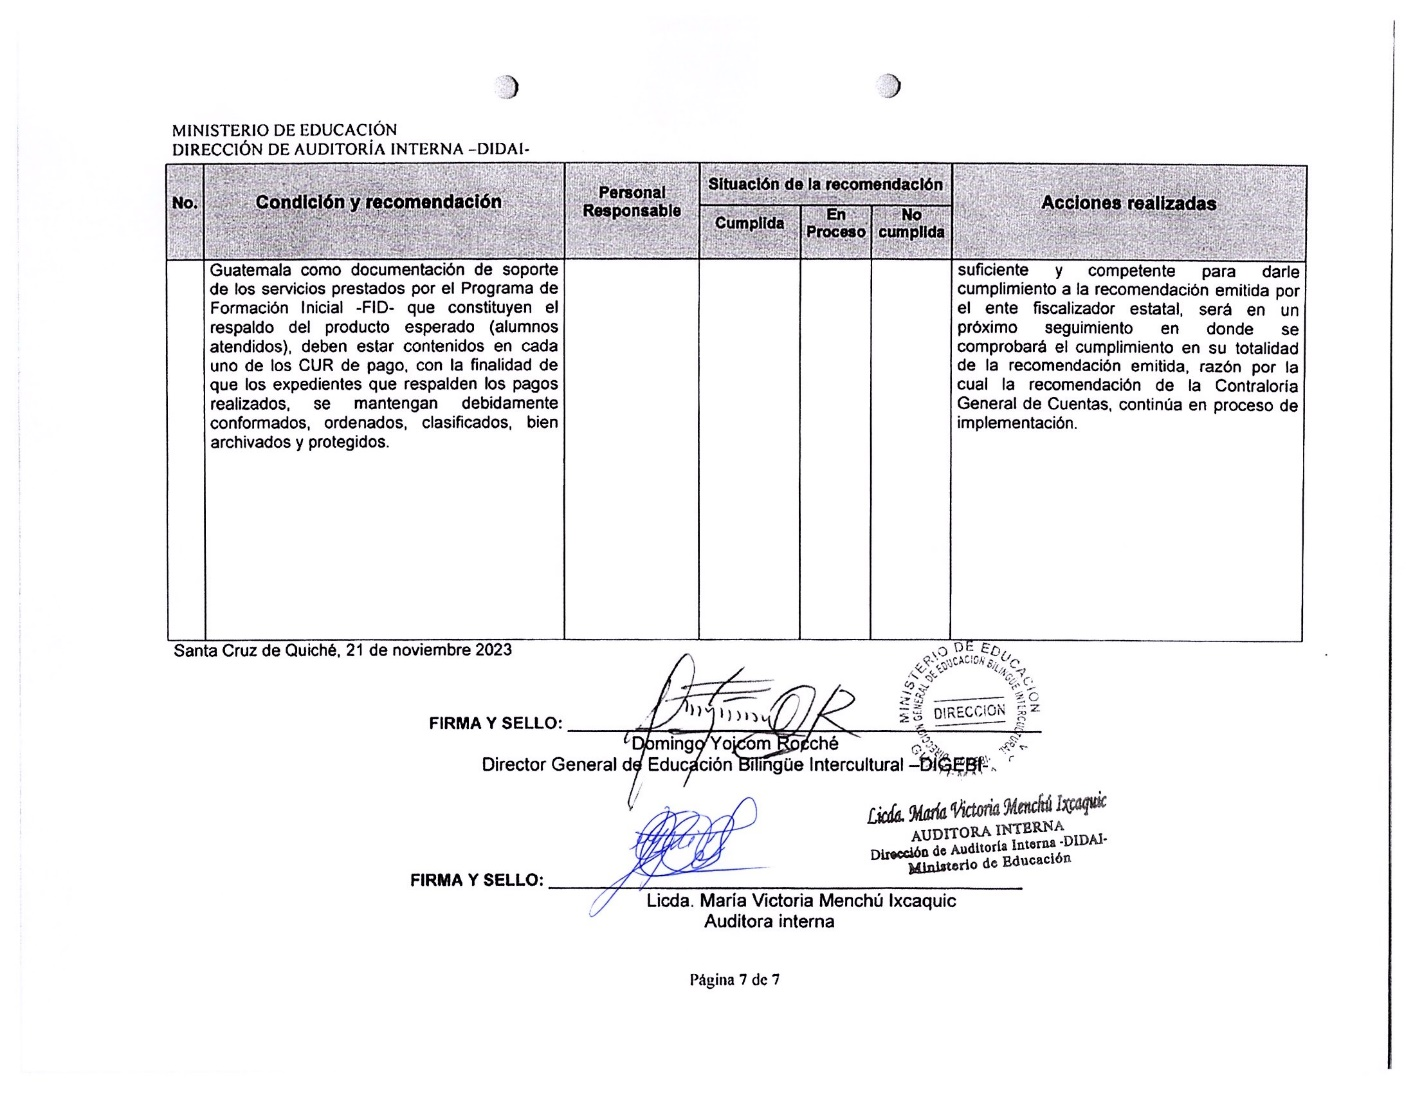 MINISTERIO DE EDUCACIÓN
DIRECCIÓN DE AUDITORÍA INTERNA –DIDAI-
No.
Condición y recomendación
Personal
Responsable
Situación de la recomendación
Cumplida
En
Proceso
No
cumplida
Acciones realizadas
Guatemala como documentación de soporte
de los servicios prestados por el Programa de
Formación Inicial -FID- que constituyen el
respaldo del producto esperado (alumnos
atendidos), deben estar contenidos en cada
uno de los CUR de pago, con la finalidad de
que los expedientes que respalden los pagos
realizados, se mantengan debidamente
conformados, ordenados, clasificados, bien
archivados y protegidos.
suficiente y competente para darle
cumplimiento a la recomendación emitida por
el ente fiscalizador estatal, será en un
próximo seguimiento en donde se
comprobará el cumplimiento en su totalidad
de la recomendación emitida, razón por la
cual la recomendación de la Contraloría
General de Cuentas, continúa en proceso de
implementación.
Santa Cruz de Quiché, 21 de noviembre 2023
MINISTERIO DE EDUCACION
DIRECCION GENERAL DE EDUCACION BILINGUE INTERCULTURAL
DIRECCION
FIRMA Y SELLO:
Domingo Yojcom Rocché
Director General de Educación Bilingüe Intercultural –DIGEBI-
Licda. María Victoria Menchú Ixcaquic
AUDITORA INTERNA
Dirección de Auditoría Interna -DIDAI-
Ministerio de Educación
FIRMA Y SELLO:
Licda. María Victoria Menchú Ixcaquic
Auditora interna
Página 7 de 7